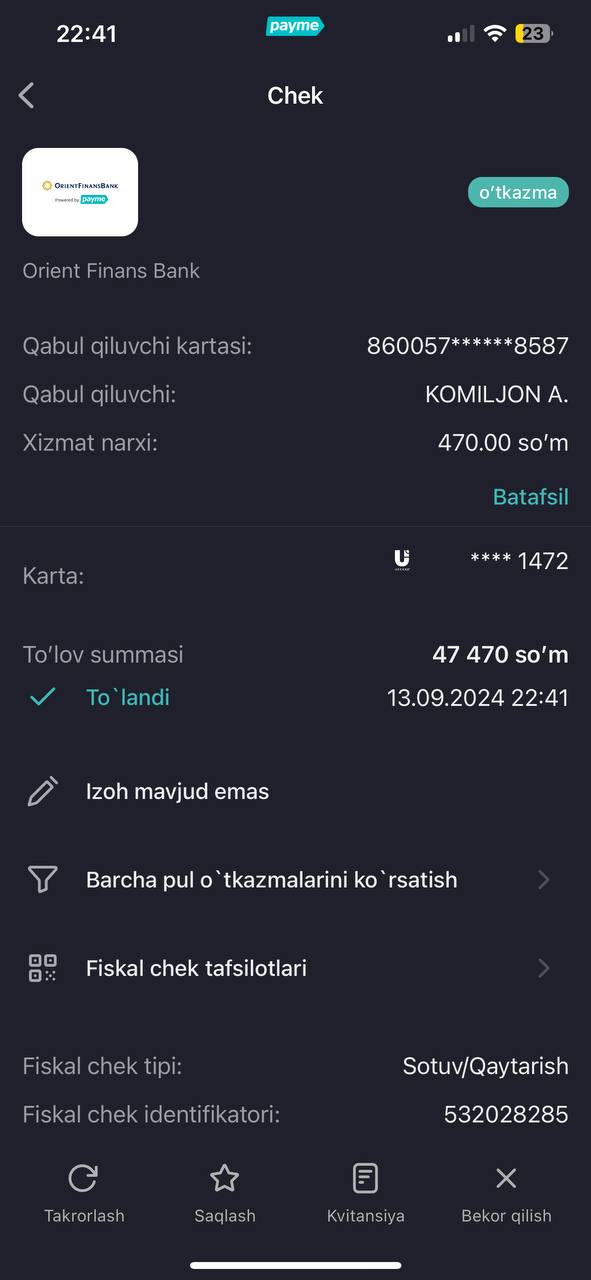 22:41
payme
23
Chek
ORIENTFINANSBANK
Powered by payme
o‘tkazma
Orient Finans Bank
Qabul qiluvchi kartasi: 860057******8587
Qabul qiluvchi: KOMILJON A.
Xizmat narxi: 470.00 so‘m
Batafsil
Karta: **** 1472
To‘lov summasi 47 470 so‘m
To`landi 13.09.2024 22:41
Izoh mavjud emas
Barcha pul o`tkazmalarini ko`rsatish
Fiskal chek tafsilotlari
Fiskal chek tipi: Sotuv/Qaytarish
Fiskal chek identifikatori: 532028285
Takrorlash Saqlash Kvitansiya Bekor qilish